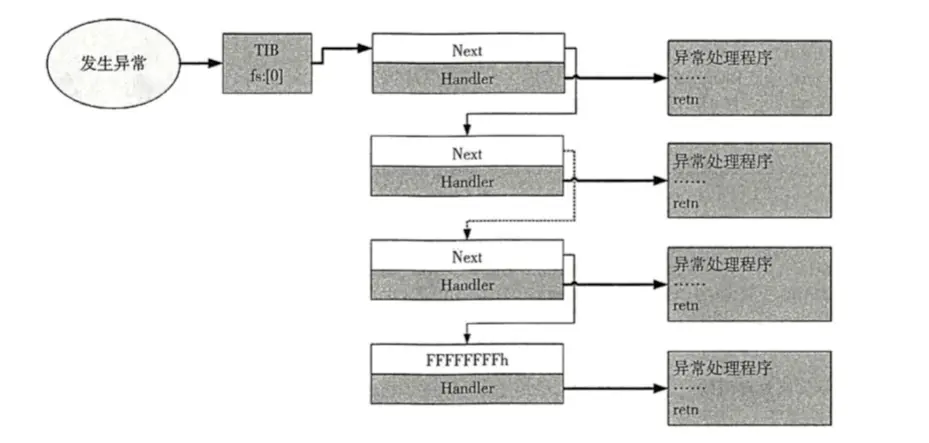 发生异常
TIB
fs:[0]
Next
Handler
异常处理程序
……
retn
Next
Handler
异常处理程序
……
retn
Next
Handler
异常处理程序
……
retn
FFFFFFFFh
Handler
异常处理程序
……
retn